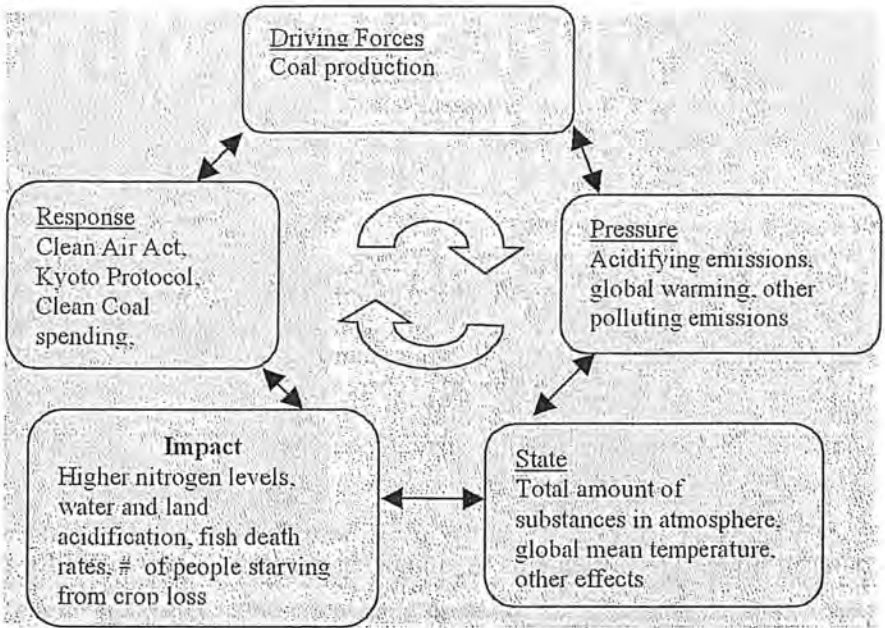 Driving Forces
Coal production
Response
Clean Air Act,
Kyoto Protocol,
Clean Coal
spending,
Pressure
Acidifying emissions,
global warming, other
polluting emissions
Impact
Higher nitrogen levels,
water and land
acidification, fish death
rates, # of people starving
from crop loss
State
Total amount of
substances in atmosphere,
global mean temperature,
other effects